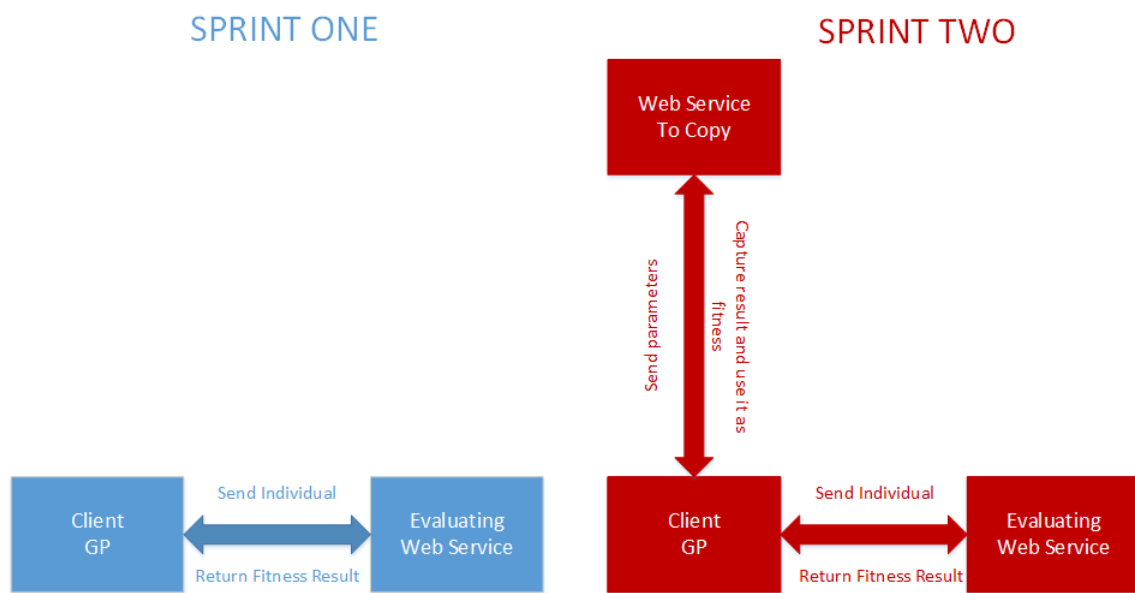 SPRINT ONE
SPRINT TWO
Web Service
To Copy
Send parameters
Capture result and use it as
fitness
Client
GP
Send Individual
Return Fitness Result
Evaluating
Web Service
Client
GP
Send Individual
Return Fitness Result
Evaluating
Web Service